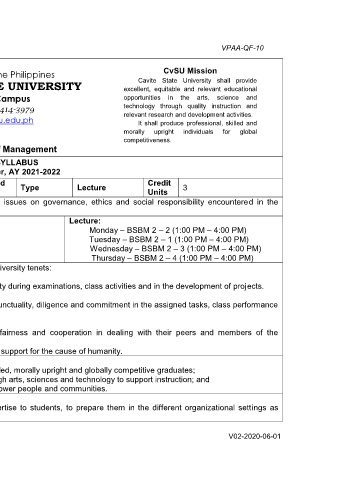 VPAA-QF-10
he Philippines
E UNIVERSITY
Campus
414-3979
u.edu.ph
f Management
CvSU Mission
Cavite State University shall provide
excellent, equitable and relevant educational
opportunities in the arts, science and
technology through quality instruction and
relevant research and development activities.
It shall produce professional, skilled and
morally upright individuals for global
competitiveness.
SYLLABUS
er, AY 2021-2022
ed Type Lecture Credit Units 3
issues on governance, ethics and social responsibility encountered in the
Lecture:
Monday – BSBM 2 – 2 (1:00 PM – 4:00 PM)
Tuesday – BSBM 2 – 1 (1:00 PM – 4:00 PM)
Wednesday – BSBM 2 – 3 (1:00 PM – 4:00 PM)
Thursday – BSBM 2 – 4 (1:00 PM – 4:00 PM)
iversity tenets:
ty during examinations, class activities and in the development of projects.
unctuality, diligence and commitment in the assigned tasks, class performance
fairness and cooperation in dealing with their peers and members of the
support for the cause of humanity.
led, morally upright and globally competitive graduates;
gh arts, sciences and technology to support instruction; and
ower people and communities.
ertise to students, to prepare them in the different organizational settings as
V02-2020-06-01